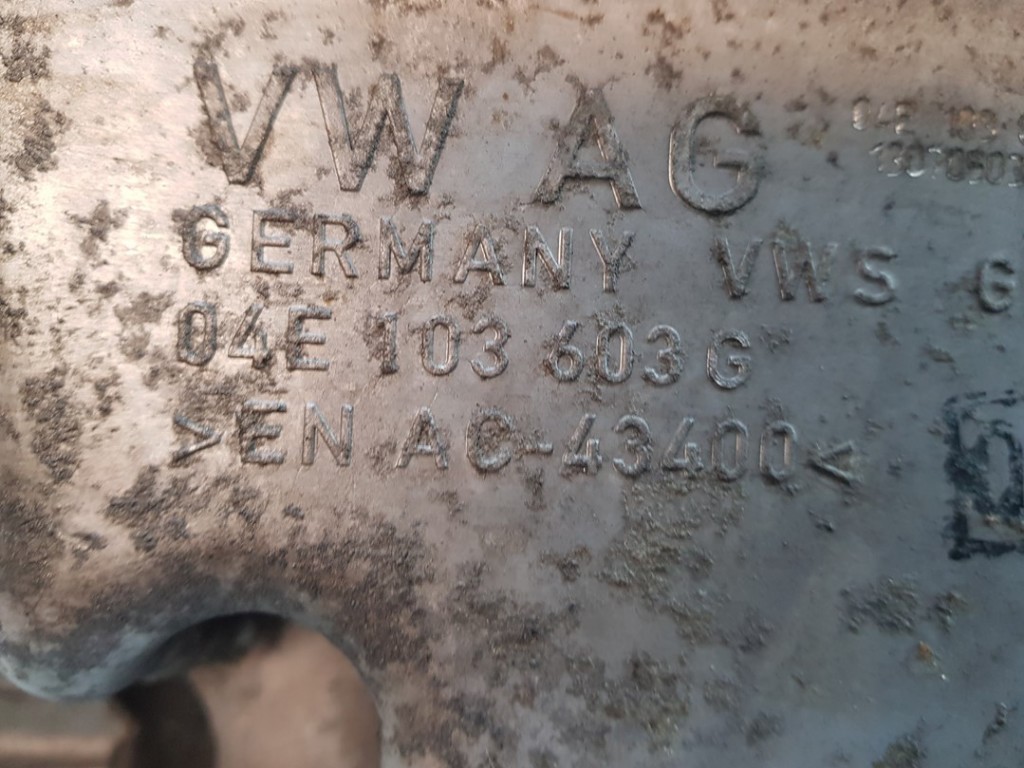 VW AG
GERMANY VWS G
04E 103 603 G
>EN AC-43400<